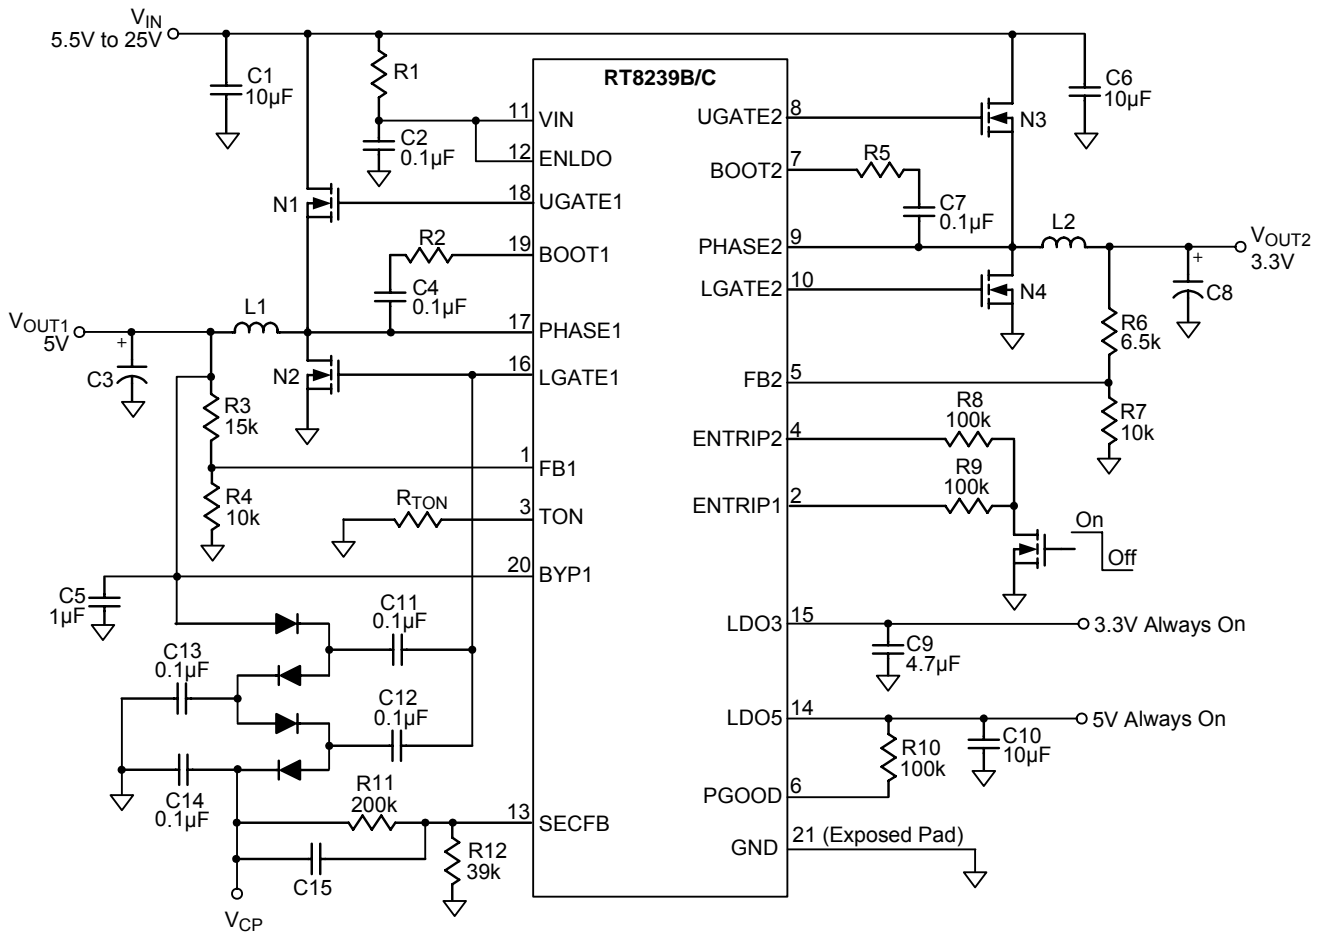 V_IN
5.5V to 25V
C1
10µF
R1
C2
0.1µF
RT8239B/C
11 VIN
12 ENLDO
18 UGATE1
19 BOOT1
17 PHASE1
16 LGATE1
1 FB1
3 TON
20 BYP1
13 SECFB
UGATE2 8
BOOT2 7
PHASE2 9
LGATE2 10
FB2 5
ENTRIP2 4
ENTRIP1 2
LDO3 15
LDO5 14
PGOOD 6
GND 21 (Exposed Pad)
N1
R2
C4
0.1µF
L1
V_OUT1
5V
+
C3
N2
R3
15k
R4
10k
R_TON
C5
1µF
C11
0.1µF
C13
0.1µF
C12
0.1µF
C14
0.1µF
R11
200k
C15
R12
39k
V_CP
C6
10µF
N3
R5
C7
0.1µF
L2
V_OUT2
3.3V
+
C8
N4
R6
6.5k
R7
10k
R8
100k
R9
100k
On
Off
3.3V Always On
C9
4.7µF
5V Always On
R10
100k
C10
10µF